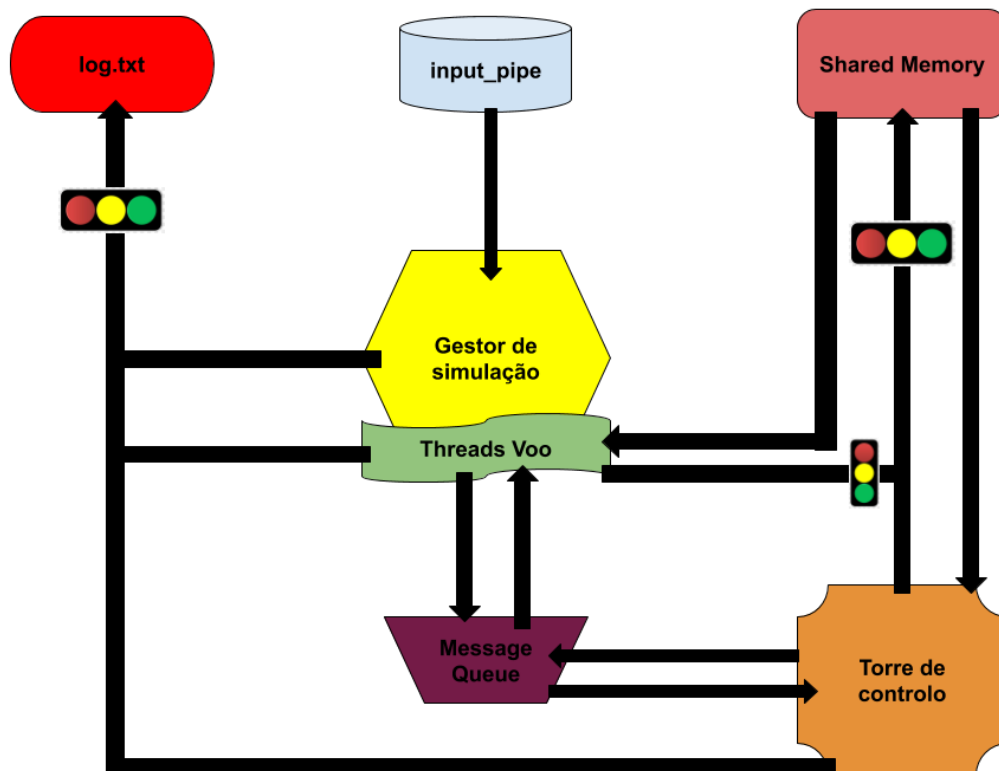 log.txt
input_pipe
Shared Memory
Gestor de
simulação
Threads Voo
Message
Queue
Torre de
controlo